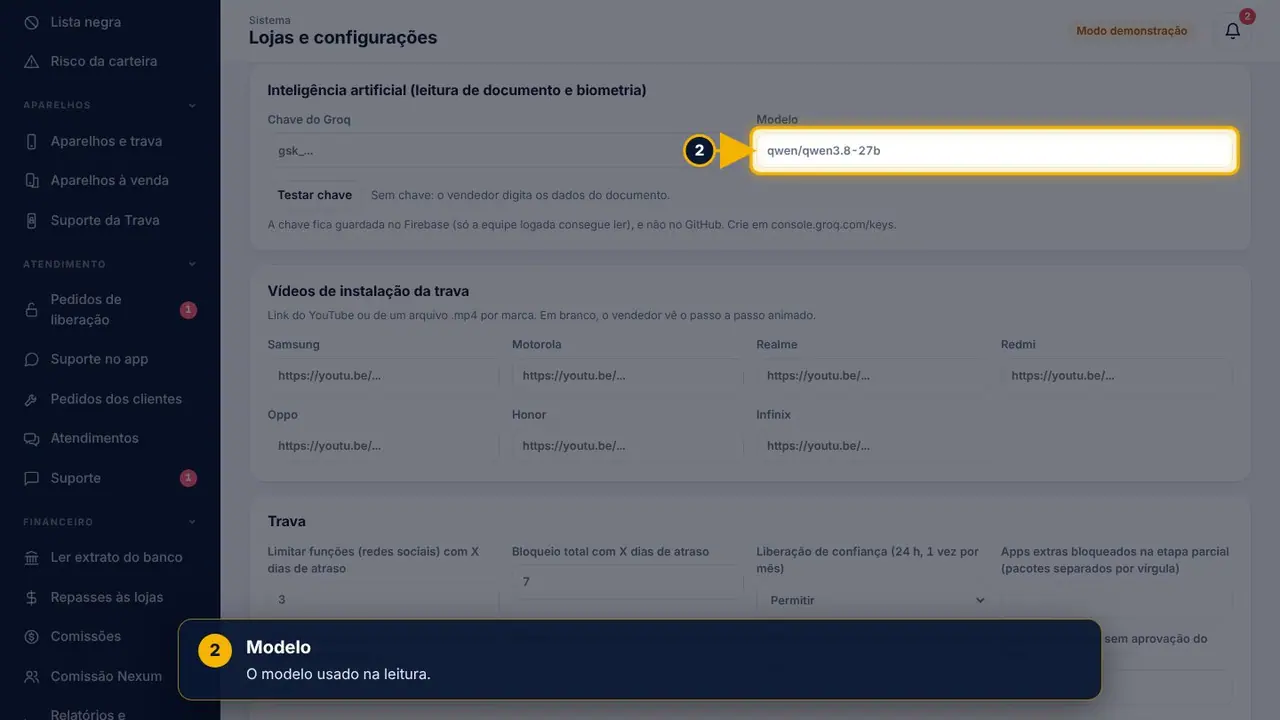 Lista negra
Risco da carteira
APARELHOS
Aparelhos e trava
Aparelhos à venda
Suporte da Trava
ATENDIMENTO
Pedidos de
liberação
1
Suporte no app
Pedidos dos clientes
Atendimentos
Suporte
1
FINANCEIRO
Ler extrato do banco
Repasses às lojas
Comissões
Comissão Nexum
Relatórios e
Sistema
Lojas e configurações
Modo demonstração
2
Inteligência artificial (leitura de documento e biometria)
Chave do Groq
Modelo
gsk_...
2
qwen/qwen3.8-27b
Testar chave
Sem chave: o vendedor digita os dados do documento.
A chave fica guardada no Firebase (só a equipe logada consegue ler), e não no GitHub. Crie em console.groq.com/keys.
Vídeos de instalação da trava
Link do YouTube ou de um arquivo .mp4 por marca. Em branco, o vendedor vê o passo a passo animado.
Samsung
Motorola
Realme
Redmi
https://youtu.be/...
https://youtu.be/...
https://youtu.be/...
https://youtu.be/...
Oppo
Honor
Infinix
https://youtu.be/...
https://youtu.be/...
https://youtu.be/...
Trava
Limitar funções (redes sociais) com X
dias de atraso
3
Bloqueio total com X dias de atraso
7
Liberação de confiança (24 h, 1 vez por
mês)
Permitir
Apps extras bloqueados na etapa parcial
(pacotes separados por vírgula)
sem aprovação do
2
Modelo
O modelo usado na leitura.